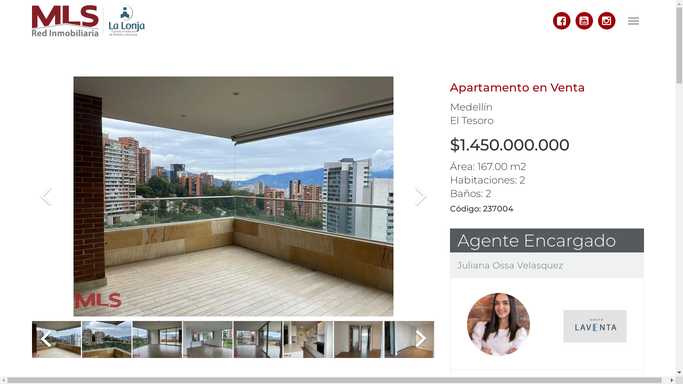 MLS
Red Inmobiliaria
La Lonja
Apartamento en Venta
Medellín
El Tesoro
$1.450.000.000
Área: 167.00 m2
Habitaciones: 2
Baños: 2
Código: 237004
MLS
Agente Encargado
Juliana Ossa Velasquez
LAVENTA